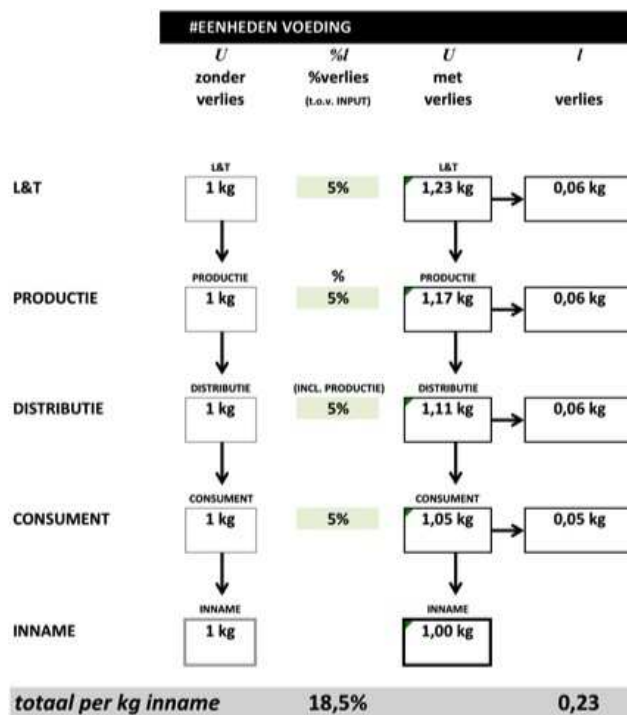 #EENHEDEN VOEDING
U %l U l
zonder %verlies met
verlies (t.o.v. INPUT) verlies verlies
L&T L&T
L&T 1 kg 5% 1,23 kg 0,06 kg
PRODUCTIE % PRODUCTIE
PRODUCTIE 1 kg 5% 1,17 kg 0,06 kg
DISTRIBUTIE (INCL. PRODUCTIE) DISTRIBUTIE
DISTRIBUTIE 1 kg 5% 1,11 kg 0,06 kg
CONSUMENT CONSUMENT
CONSUMENT 1 kg 5% 1,05 kg 0,05 kg
INNAME INNAME
INNAME 1 kg 1,00 kg
totaal per kg inname 18,5% 0,23